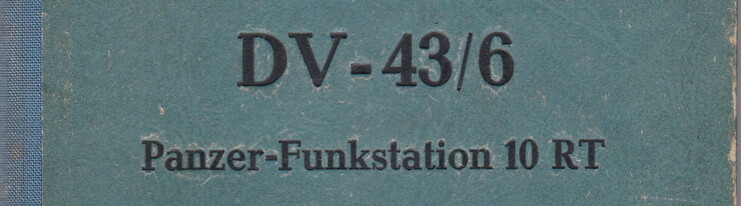 DV-43/6
Panzer-Funkstation 10 RT